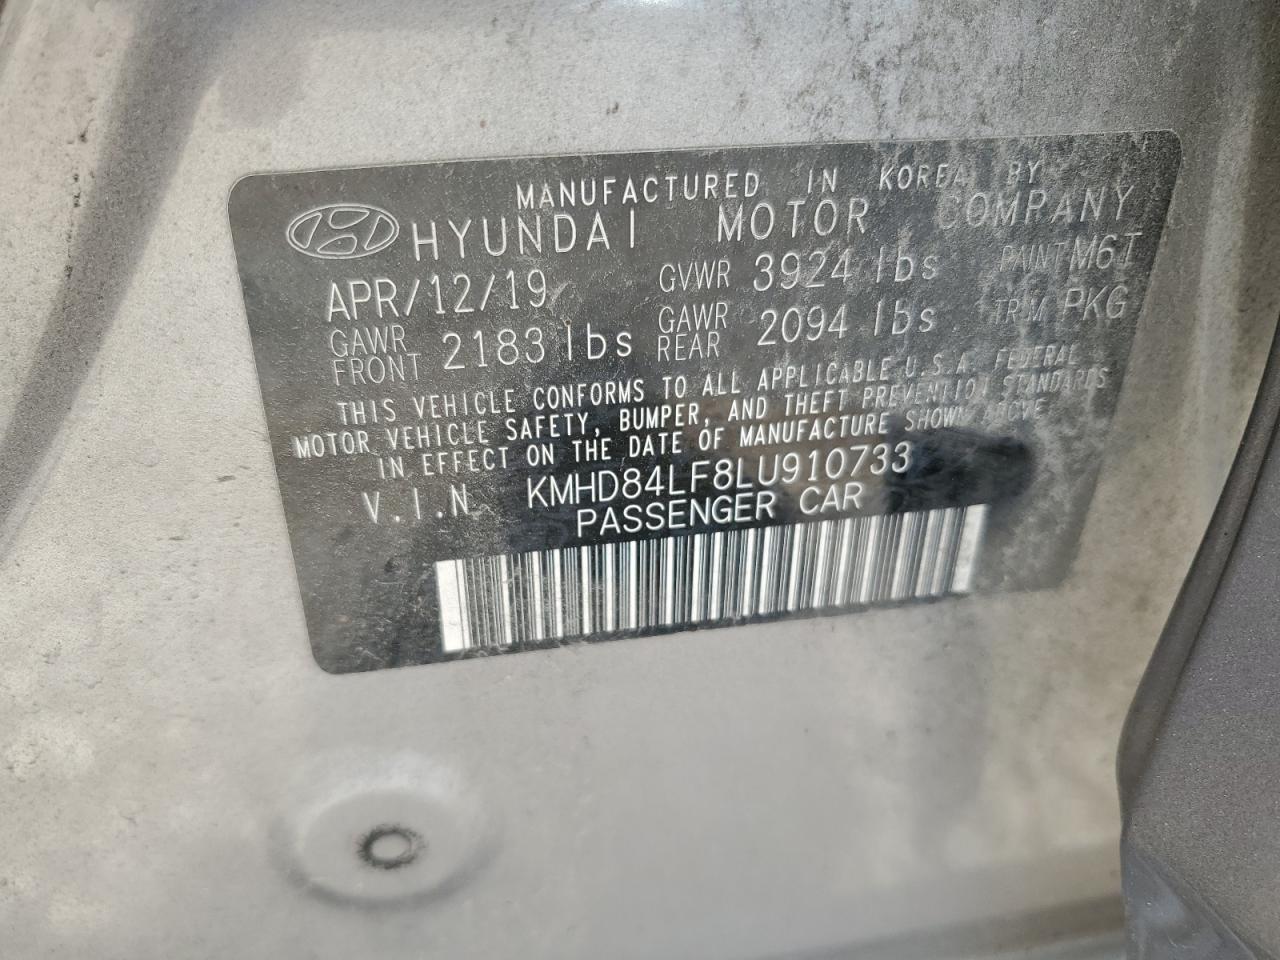 MANUFACTURED IN KOREA BY
HYUNDAI MOTOR COMPANY
APR/12/19 GVWR 3924 lbs PAINT M6T
GAWR FRONT 2183 lbs GAWR REAR 2094 lbs TRIM PKG
THIS VEHICLE CONFORMS TO ALL APPLICABLE U.S.A. FEDERAL
MOTOR VEHICLE SAFETY, BUMPER, AND THEFT PREVENTION STANDARDS
IN EFFECT ON THE DATE OF MANUFACTURE SHOWN ABOVE
V.I.N KMHD84LF8LU910733
PASSENGER CAR